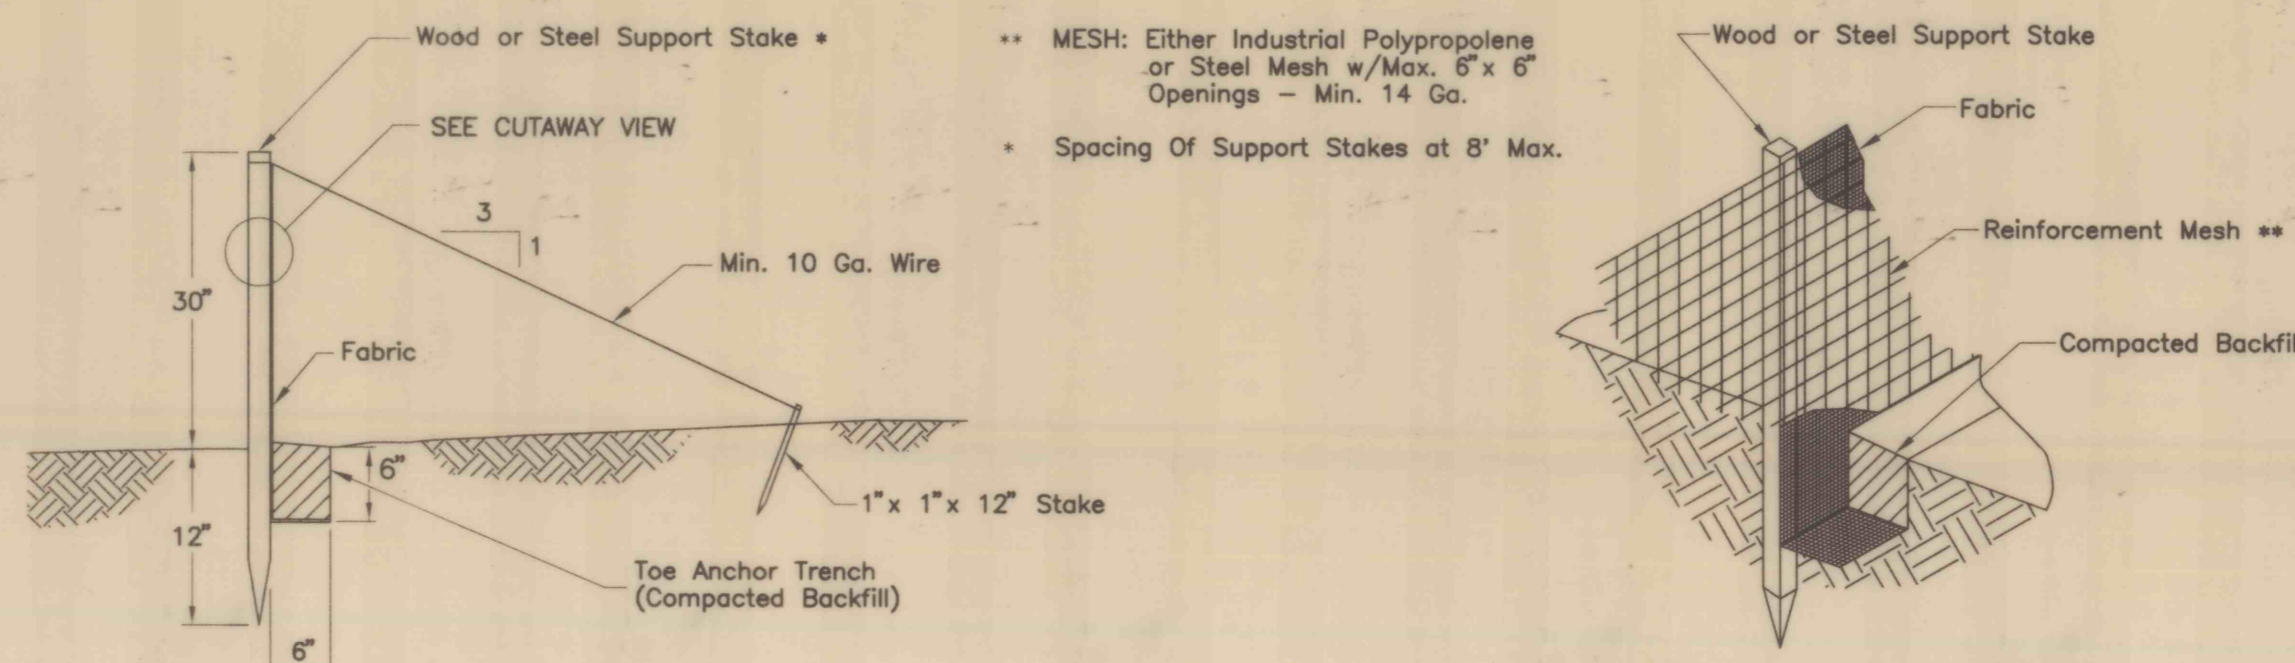 Wood or Steel Support Stake *
SEE CUTAWAY VIEW
3
1
Min. 10 Ga. Wire
30"
Fabric
6"
12"
1"x 1"x 12" Stake
Toe Anchor Trench
(Compacted Backfill)
6"
** MESH: Either Industrial Polypropolene
or Steel Mesh w/Max. 6"x 6"
Openings – Min. 14 Ga.
* Spacing Of Support Stakes at 8' Max.
Wood or Steel Support Stake
Fabric
Reinforcement Mesh **
Compacted Backfil